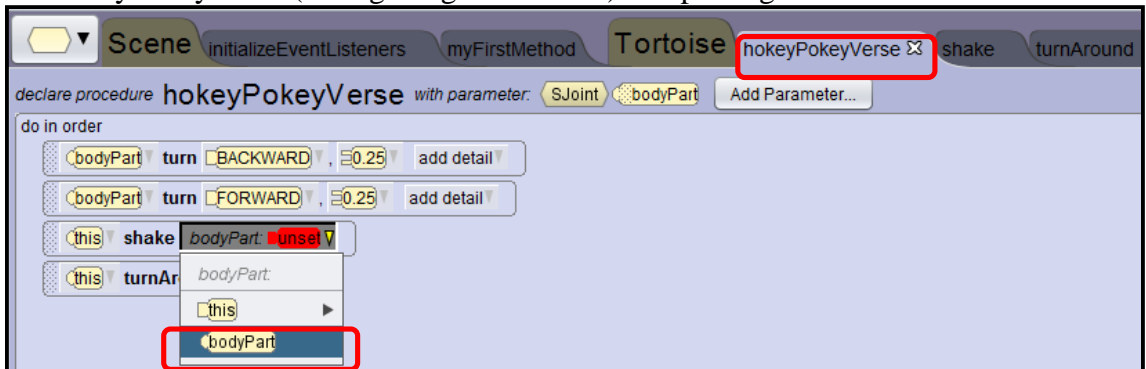 Scene initializeEventListeners myFirstMethod Tortoise hokeyPokeyVerse shake turnAround
declare procedure hokeyPokeyVerse with parameter: SJoint bodyPart Add Parameter...
do in order
bodyPart turn BACKWARD , 0.25 add detail
bodyPart turn FORWARD , 0.25 add detail
this shake bodyPart: unset
this turnAr
bodyPart:
this
bodyPart